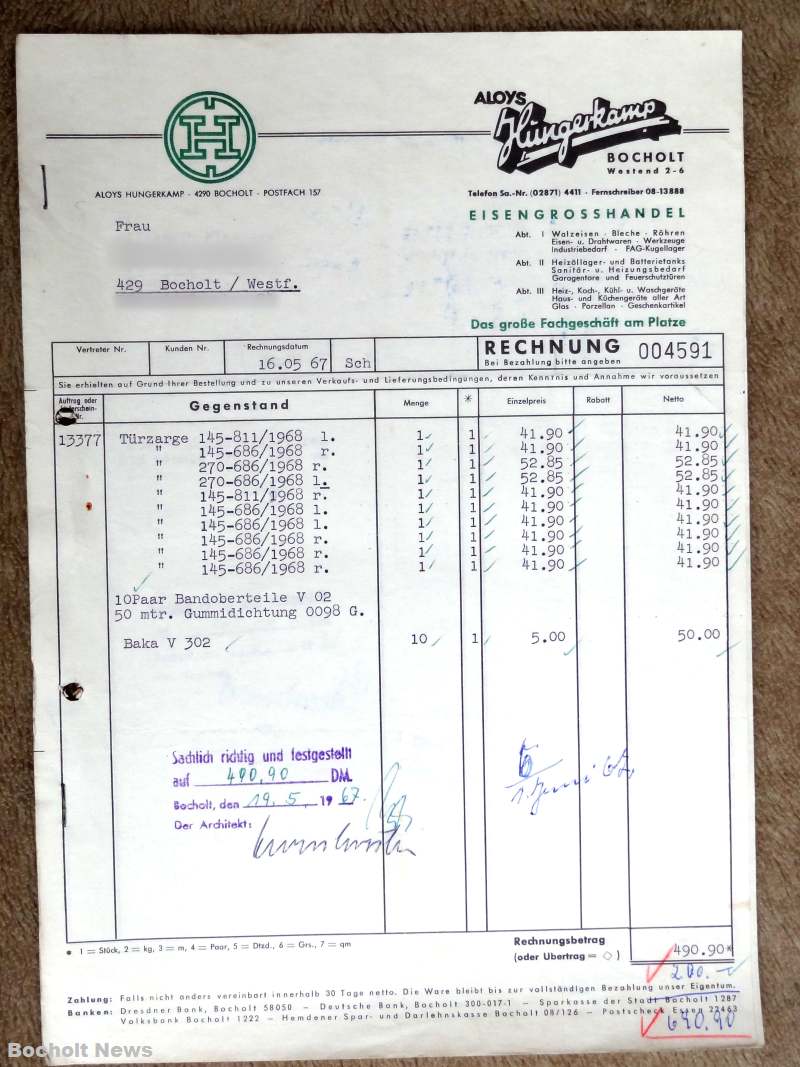 H
ALOYS
Hüngerkamp
BOCHOLT
Westend 2-6
ALOYS HUNGERKAMP · 4290 BOCHOLT · POSTFACH 157
Telefon Sa.-Nr. (02871) 4411 · Fernschreiber 08-13888
EISENGROSSHANDEL
Abt. I Walzeisen · Bleche · Röhren
Eisen- u. Drahtwaren · Werkzeuge
Industriebedarf · FAG-Kugellager
Abt. II Heizöllager- und Batterietanks
Sanitär- u. Heizungsbedarf
Garagentore und Feuerschutztüren
Abt. III Heiz-, Koch-, Kühl- u. Waschgeräte
Haus- und Küchengeräte aller Art
Glas · Porzellan · Geschenkartikel
Das große Fachgeschäft am Platze
Frau
429 Bocholt / Westf.
Vertreter Nr. Kunden Nr. Rechnungsdatum
16.05 67 Sch
RECHNUNG 004591
Bei Bezahlung bitte angeben
Sie erhielten auf Grund Ihrer Bestellung und zu unseren Verkaufs- und Lieferungsbedingungen, deren Kenntnis und Annahme wir voraussetzen
Auftrag oder Nr. Gegenstand Menge * Einzelpreis Rabatt Netto
13377 Türzarge 145-811/1968 l. 1 1 41.90 41.90
" 145-686/1968 r. 1 1 41.90 41.90
" 270-686/1968 r. 1 1 52.85 52.85
" 270-686/1968 l. 1 1 52.85 52.85
" 145-811/1968 r. 1 1 41.90 41.90
" 145-686/1968 l. 1 1 41.90 41.90
" 145-686/1968 l. 1 1 41.90 41.90
" 145-686/1968 r. 1 1 41.90 41.90
" 145-686/1968 r. 1 1 41.90 41.90
" 145-686/1968 r. 1 1 41.90 41.90
10Paar Bandoberteile V 02
50 mtr. Gummidichtung 0098 G.
Baka V 302 10 1 5.00 50.00
Sachlich richtig und festgestellt
auf 490,90 DM.
Bocholt, den 19.5. 1967.
Der Architekt:
* 1 = Stück, 2 = kg, 3 = m, 4 = Paar, 5 = Dtzd., 6 = Grs., 7 = qm
Rechnungsbetrag
(oder Übertrag = ◇ ) 490.90*
200.—
Zahlung: Falls nicht anders vereinbart innerhalb 30 Tage netto. Die Ware bleibt bis zur vollständigen Bezahlung unser Eigentum.
Banken: Dresdner Bank, Bocholt 58050 — Deutsche Bank, Bocholt 300-017-1 — Sparkasse der Stadt Bocholt 1287
Volksbank Bocholt 1222 — Hemdener Spar- und Darlehnskasse Bocholt 08/126 — Postscheck Essen 22463
690.90
Bocholt News